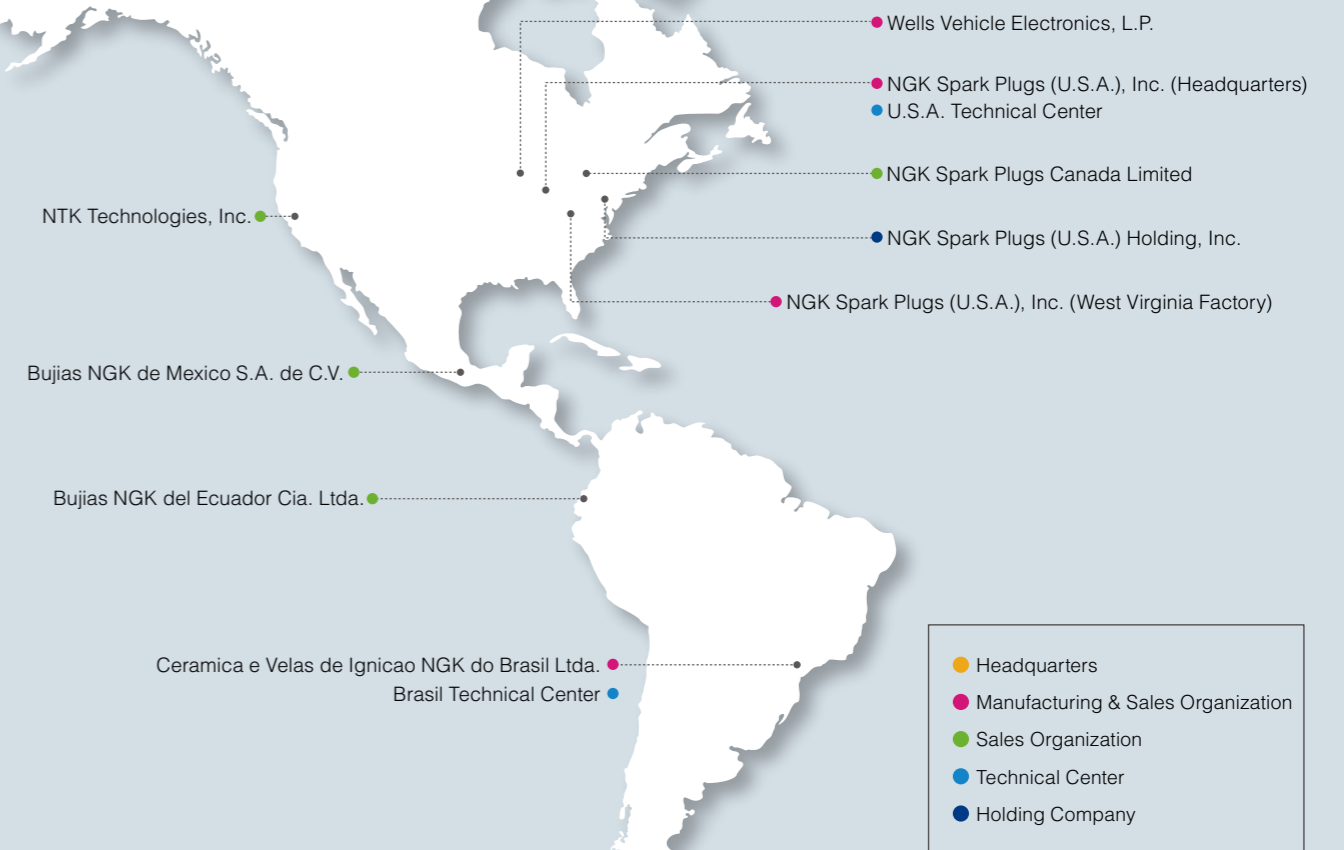 Wells Vehicle Electronics, L.P.
NGK Spark Plugs (U.S.A.), Inc. (Headquarters)
U.S.A. Technical Center
NGK Spark Plugs Canada Limited
NTK Technologies, Inc.
NGK Spark Plugs (U.S.A.) Holding, Inc.
NGK Spark Plugs (U.S.A.), Inc. (West Virginia Factory)
Bujias NGK de Mexico S.A. de C.V.
Bujias NGK del Ecuador Cia. Ltda.
Ceramica e Velas de Ignicao NGK do Brasil Ltda.
Brasil Technical Center
Headquarters
Manufacturing & Sales Organization
Sales Organization
Technical Center
Holding Company